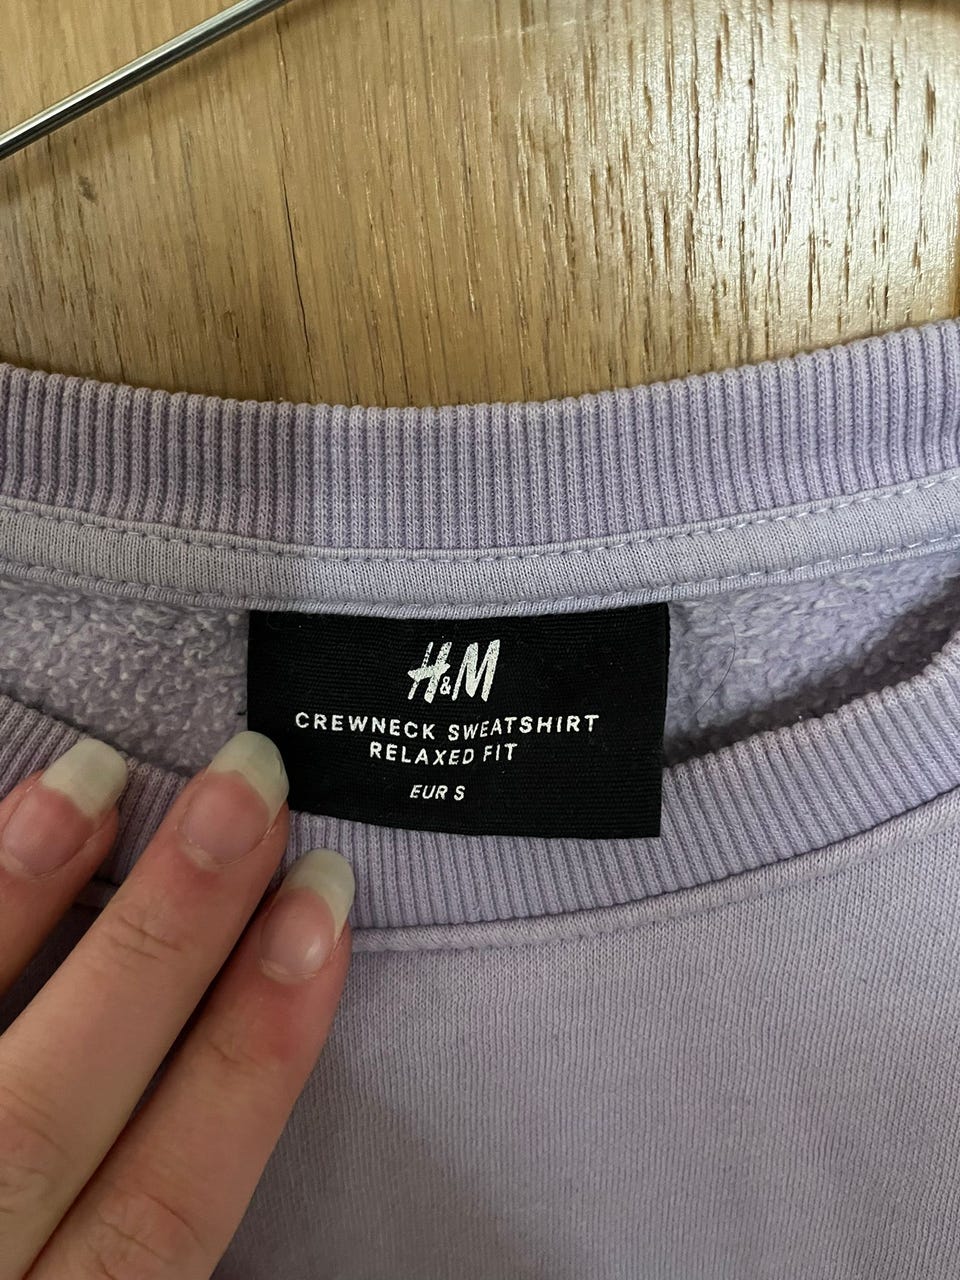 H&M
CREWNECK SWEATSHIRT
RELAXED FIT
EUR S